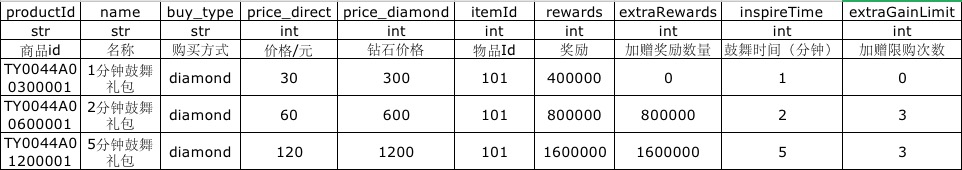 productId name buy_type price_direct price_diamond itemId rewards extraRewards inspireTime extraGainLimit
str str str int int int int int int int
商品id 名称 购买方式 价格/元 钻石价格 物品Id 奖励 加赠奖励数量 鼓舞时间（分钟） 加赠限购次数
TY0044A0 1分钟鼓舞
0300001 礼包 diamond 30 300 101 400000 0 1 0
TY0044A0 2分钟鼓舞
0600001 礼包 diamond 60 600 101 800000 800000 2 3
TY0044A0 5分钟鼓舞
1200001 礼包 diamond 120 1200 101 1600000 1600000 5 3